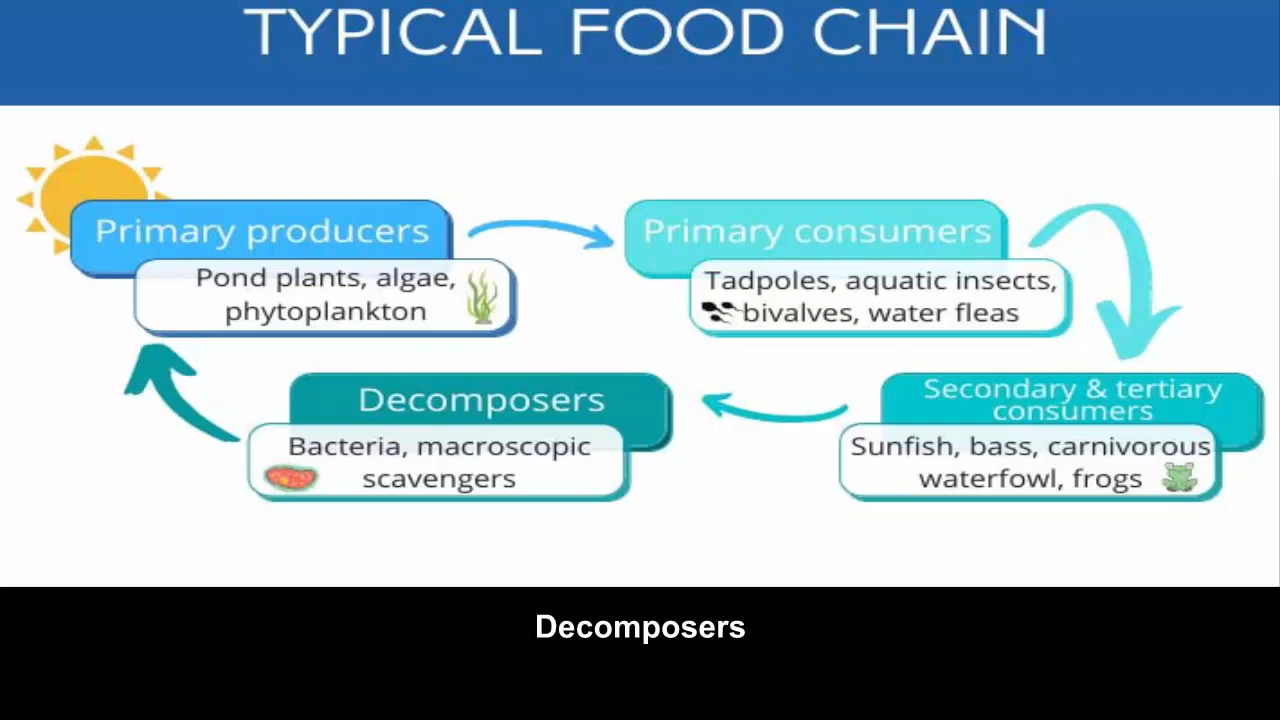 TYPICAL FOOD CHAIN
Primary producers
Pond plants, algae,
phytoplankton
Primary consumers
Tadpoles, aquatic insects,
bivalves, water fleas
Secondary & tertiary
consumers
Sunfish, bass, carnivorous
waterfowl, frogs
Decomposers
Bacteria, macroscopic
scavengers
Decomposers